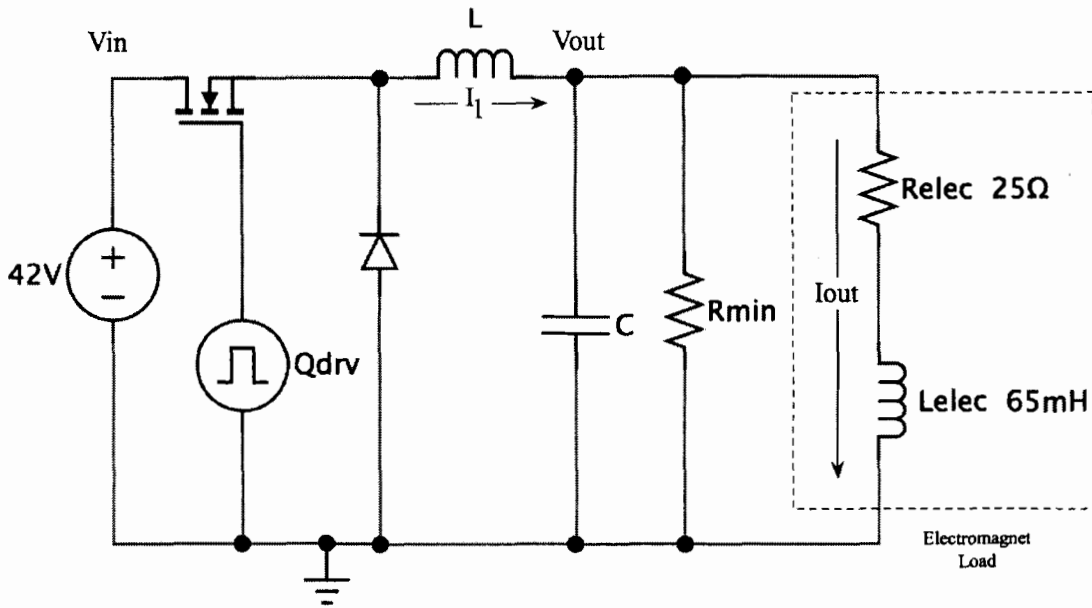 L
Vin
Vout
I1
Relec 25Ω
42V
+
−
Rmin
Iout
C
Qdrv
Lelec 65mH
Electromagnet
Load